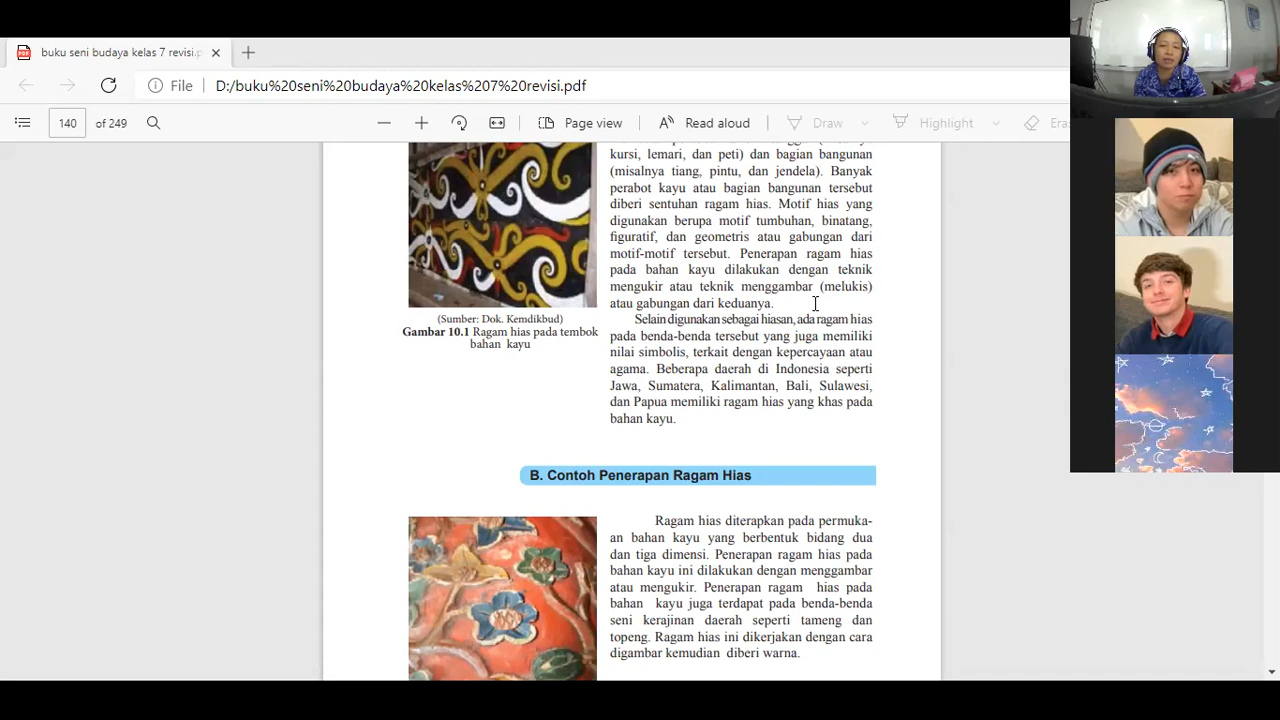 buku seni budaya kelas 7 revisi.p
File
D:/buku%20seni%20budaya%20kelas%207%20revisi.pdf
140 of 249
Page view
Read aloud
Draw
Highlight
Era
kursi, lemari, dan peti) dan bagian bangunan
(misalnya tiang, pintu, dan jendela). Banyak
perabot kayu atau bagian bangunan tersebut
diberi sentuhan ragam hias. Motif hias yang
digunakan berupa motif tumbuhan, binatang,
figuratif, dan geometris atau gabungan dari
motif-motif tersebut. Penerapan ragam hias
pada bahan kayu dilakukan dengan teknik
mengukir atau teknik menggambar (melukis)
atau gabungan dari keduanya.
Selain digunakan sebagai hiasan, ada ragam hias
pada benda-benda tersebut yang juga memiliki
nilai simbolis, terkait dengan kepercayaan atau
agama. Beberapa daerah di Indonesia seperti
Jawa, Sumatera, Kalimantan, Bali, Sulawesi,
dan Papua memiliki ragam hias yang khas pada
bahan kayu.
(Sumber: Dok. Kemdikbud)
Gambar 10.1 Ragam hias pada tembok
bahan kayu
B. Contoh Penerapan Ragam Hias
Ragam hias diterapkan pada permuka-
an bahan kayu yang berbentuk bidang dua
dan tiga dimensi. Penerapan ragam hias pada
bahan kayu ini dilakukan dengan menggambar
atau mengukir. Penerapan ragam hias pada
bahan kayu juga terdapat pada benda-benda
seni kerajinan daerah seperti tameng dan
topeng. Ragam hias ini dikerjakan dengan cara
digambar kemudian diberi warna.